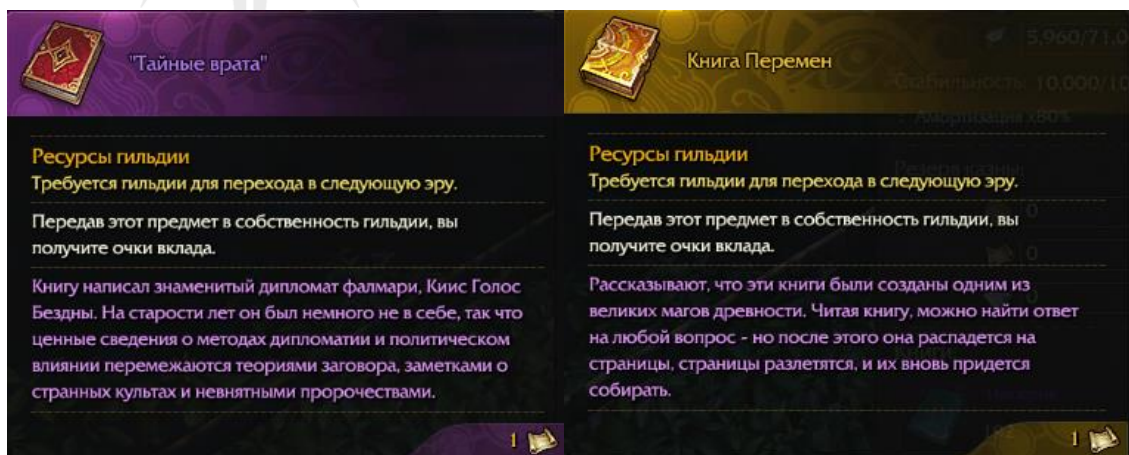 "Тайные врата"
Ресурсы гильдии
Требуется гильдии для перехода в следующую эру.
Передав этот предмет в собственность гильдии, вы
получите очки вклада.
Книгу написал знаменитый дипломат фалмари, Киис Голос
Бездны. На старости лет он был немного не в себе, так что
ценные сведения о методах дипломатии и политическом
влиянии перемежаются теориями заговора, заметками о
странных культах и невнятными пророчествами.
1
Книга Перемен
Ресурсы гильдии
Требуется гильдии для перехода в следующую эру.
Передав этот предмет в собственность гильдии, вы
получите очки вклада.
Рассказывают, что эти книги были созданы одним из
великих магов древности. Читая книгу, можно найти ответ
на любой вопрос - но после этого она распадется на
страницы, страницы разлетятся, и их вновь придется
собирать.
1